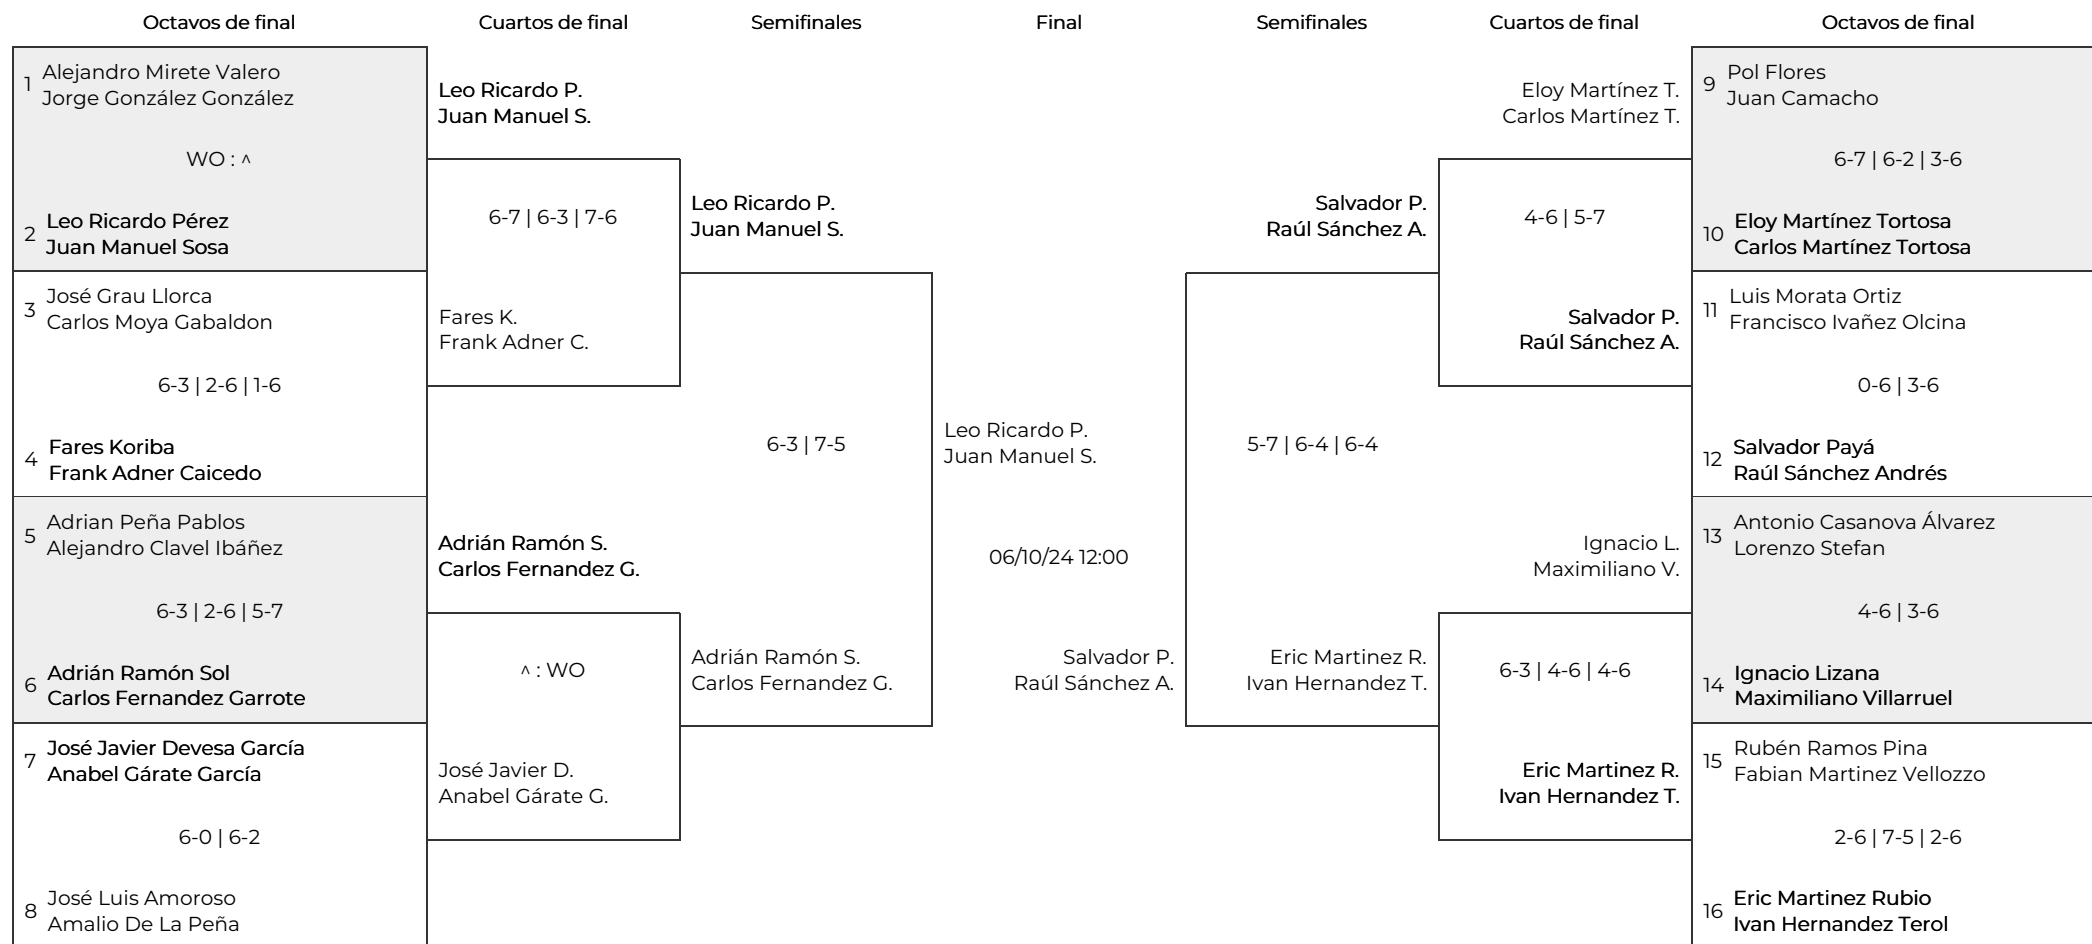 Octavos de final
Cuartos de final
Semifinales
Final
Semifinales
Cuartos de final
Octavos de final
1
Alejandro Mirete Valero
Jorge González González
WO : ^
2
Leo Ricardo Pérez
Juan Manuel Sosa
3
José Grau Llorca
Carlos Moya Gabaldon
6-3 | 2-6 | 1-6
4
Fares Koriba
Frank Adner Caicedo
5
Adrian Peña Pablos
Alejandro Clavel Ibáñez
6-3 | 2-6 | 5-7
6
Adrián Ramón Sol
Carlos Fernandez Garrote
7
José Javier Devesa García
Anabel Gárate García
6-0 | 6-2
8
José Luis Amoroso
Amalio De La Peña
Leo Ricardo P.
Juan Manuel S.
6-7 | 6-3 | 7-6
Fares K.
Frank Adner C.
Adrián Ramón S.
Carlos Fernandez G.
^ : WO
José Javier D.
Anabel Gárate G.
Leo Ricardo P.
Juan Manuel S.
6-3 | 7-5
Adrián Ramón S.
Carlos Fernandez G.
Leo Ricardo P.
Juan Manuel S.
06/10/24 12:00
Salvador P.
Raúl Sánchez A.
Salvador P.
Raúl Sánchez A.
5-7 | 6-4 | 6-4
Eric Martinez R.
Ivan Hernandez T.
Eloy Martínez T.
Carlos Martínez T.
4-6 | 5-7
Salvador P.
Raúl Sánchez A.
Ignacio L.
Maximiliano V.
6-3 | 4-6 | 4-6
Eric Martinez R.
Ivan Hernandez T.
9
Pol Flores
Juan Camacho
6-7 | 6-2 | 3-6
10
Eloy Martínez Tortosa
Carlos Martínez Tortosa
11
Luis Morata Ortiz
Francisco Ivañez Olcina
0-6 | 3-6
12
Salvador Payá
Raúl Sánchez Andrés
13
Antonio Casanova Álvarez
Lorenzo Stefan
4-6 | 3-6
14
Ignacio Lizana
Maximiliano Villarruel
15
Rubén Ramos Pina
Fabian Martinez Vellozzo
2-6 | 7-5 | 2-6
16
Eric Martinez Rubio
Ivan Hernandez Terol